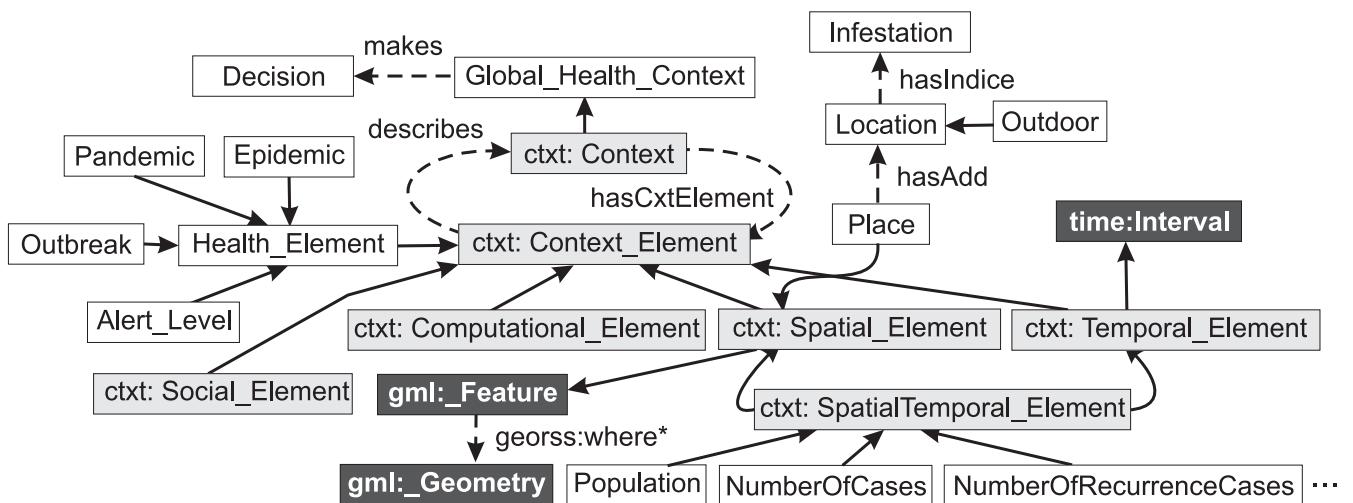 Infestation
makes
Decision
Global_Health_Context
hasIndice
describes
Location
Outdoor
Pandemic
Epidemic
ctxt: Context
hasAdd
hasCxtElement
Place
time:Interval
Outbreak
Health_Element
ctxt: Context_Element
Alert_Level
ctxt: Computational_Element
ctxt: Spatial_Element
ctxt: Temporal_Element
ctxt: Social_Element
gml:_Feature
ctxt: SpatialTemporal_Element
georss:where*
gml:_Geometry
Population
NumberOfCases
NumberOfRecurrenceCases
...